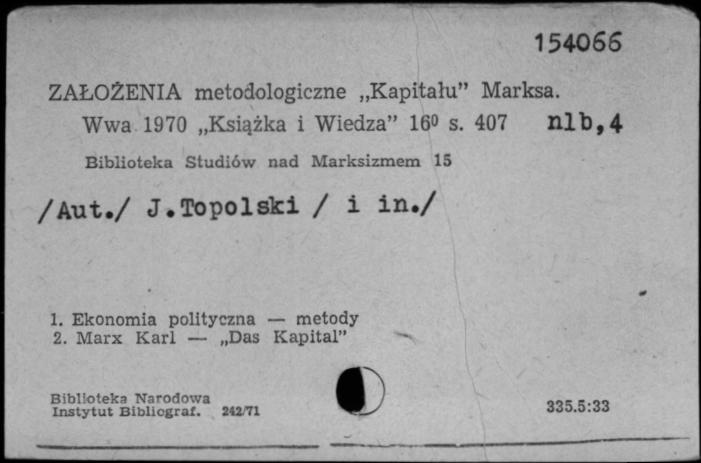 154066
ZAŁOŻENIA metodologiczne „Kapitału” Marksa.
Wwa 1970 „Książka i Wiedza” 16⁰ s. 407 nlb,4
Biblioteka Studiów nad Marksizmem 15
/Aut./ J.Topolski / i in./
1. Ekonomia polityczna — metody
2. Marx Karl — „Das Kapital”
Biblioteka Narodowa
Instytut Bibliograf. 242/71
335.5:33